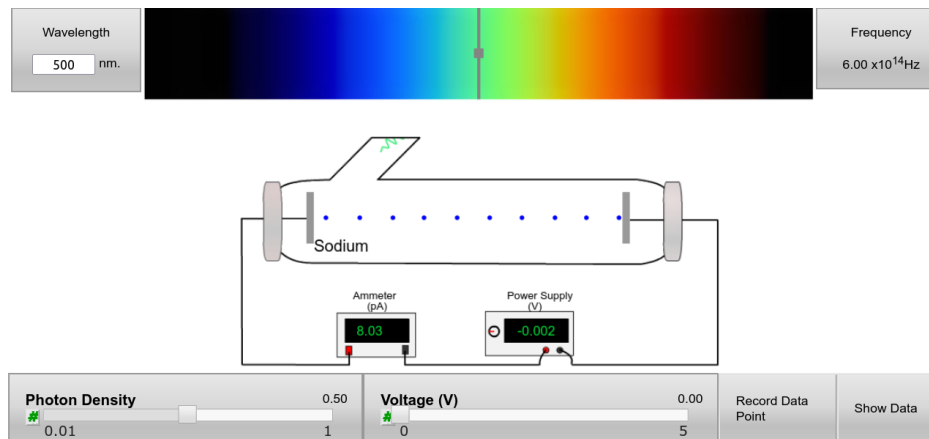 Wavelength
500 nm.
Frequency
6.00 x10¹⁴Hz
Sodium
Ammeter
(pA)
8.03
Power Supply
(V)
-0.002
Photon Density
0.50
#
0.01
1
Voltage (V)
0.00
#
0
5
Record Data
Point
Show Data